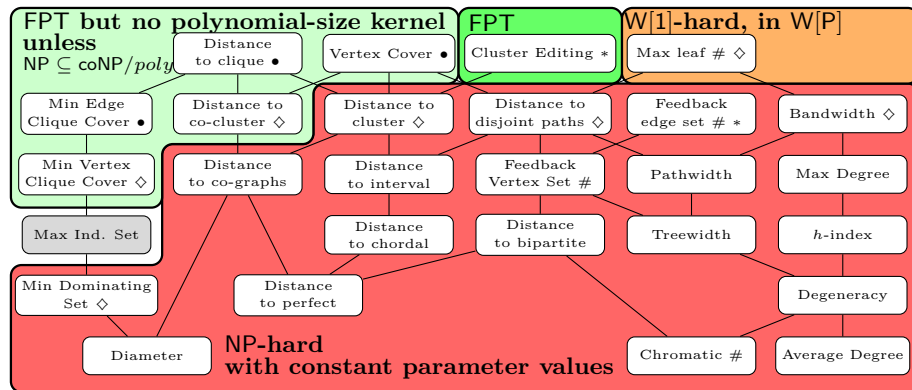 FPT but no polynomial-size kernel
unless
NP ⊆ coNP/poly
FPT
W[1]-hard, in W[P]
Distance
to clique •
Vertex Cover •
Cluster Editing *
Max leaf # ◇
Min Edge
Clique Cover •
Distance to
co-cluster ◇
Distance to
cluster ◇
Distance to
disjoint paths ◇
Feedback
edge set # *
Bandwidth ◇
Min Vertex
Clique Cover ◇
Distance
to co-graphs
Distance
to interval
Feedback
Vertex Set #
Pathwidth
Max Degree
Max Ind. Set
Distance
to chordal
Distance
to bipartite
Treewidth
h-index
Min Dominating
Set ◇
Distance
to perfect
Degeneracy
Diameter
NP-hard
with constant parameter values
Chromatic #
Average Degree